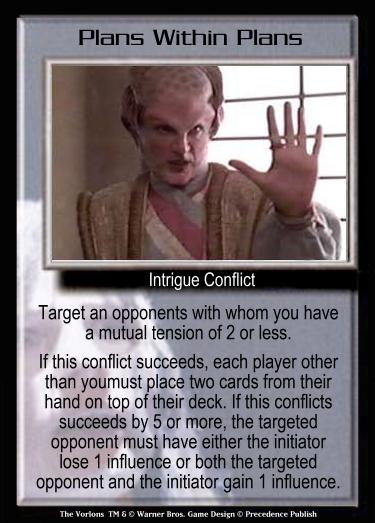 Plans Within Plans
Intrigue Conflict
Target an opponents with whom you have
a mutual tension of 2 or less.
If this conflict succeeds, each player other
than youmust place two cards from their
hand on top of their deck. If this conflicts
succeeds by 5 or more, the targeted
opponent must have either the initiator
lose 1 influence or both the targeted
opponent and the initiator gain 1 influence.
The Vorlons TM & © Warner Bros. Game Design © Precedence Publish